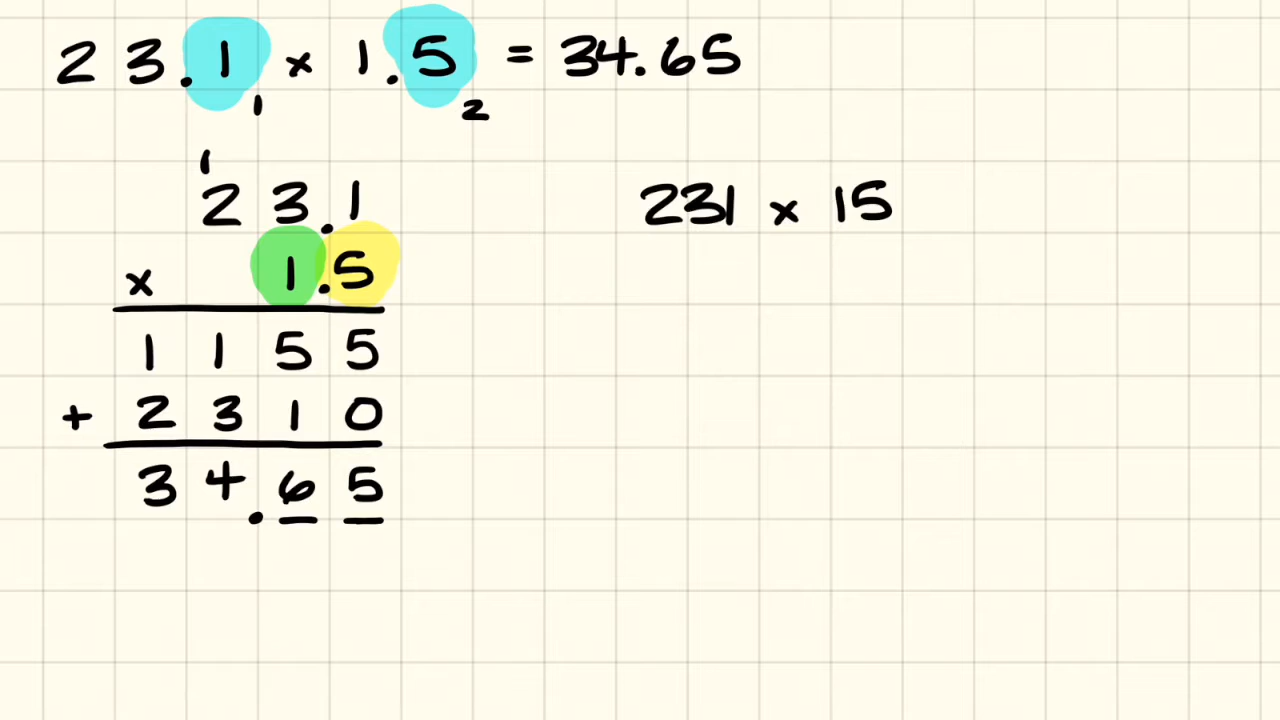 23.1 x 1.5 = 34.65
1 2
1
23.1
x 1.5
1155
+ 2310
34.65
231 x 15